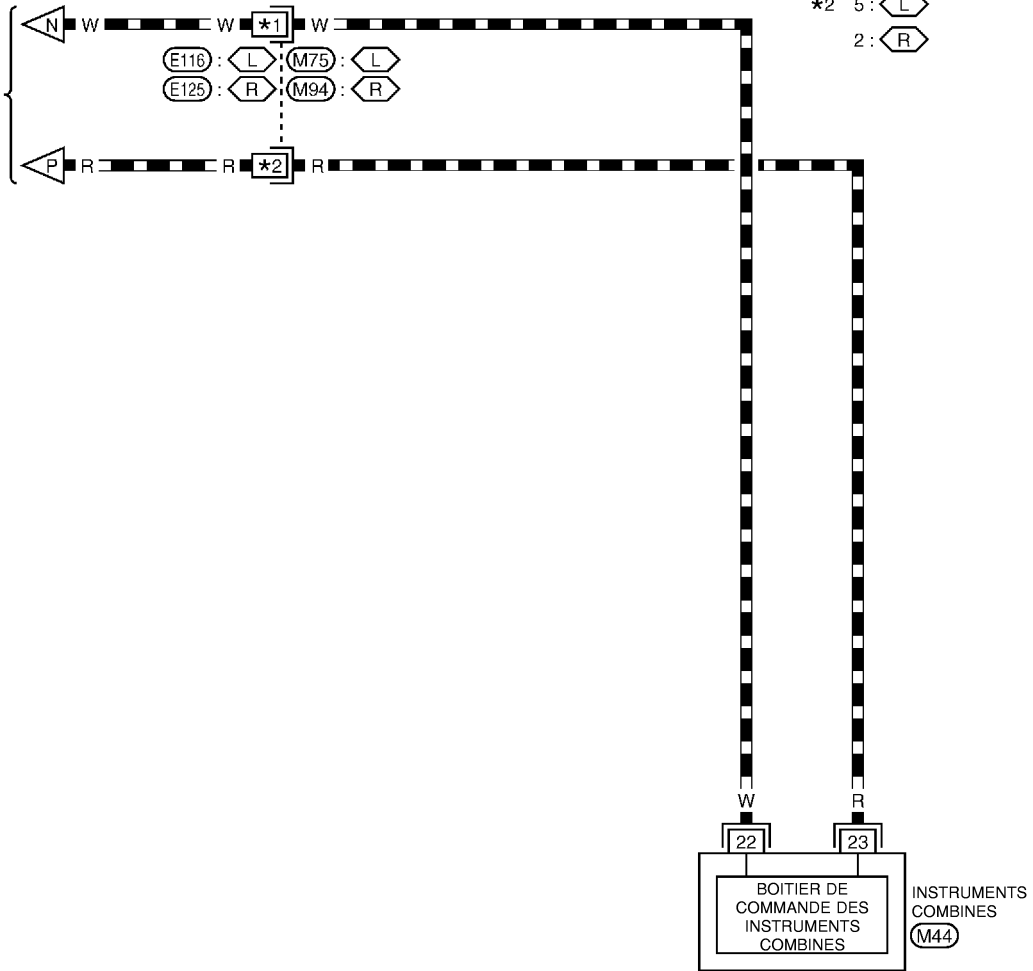 *2 5 : L
2 : R
N W W *1 W
E116 : L M75 : L
E125 : R M94 : R
P R R *2 R
W R
22 23
BOITIER DE
COMMANDE DES
INSTRUMENTS
COMBINES
INSTRUMENTS
COMBINES
M44